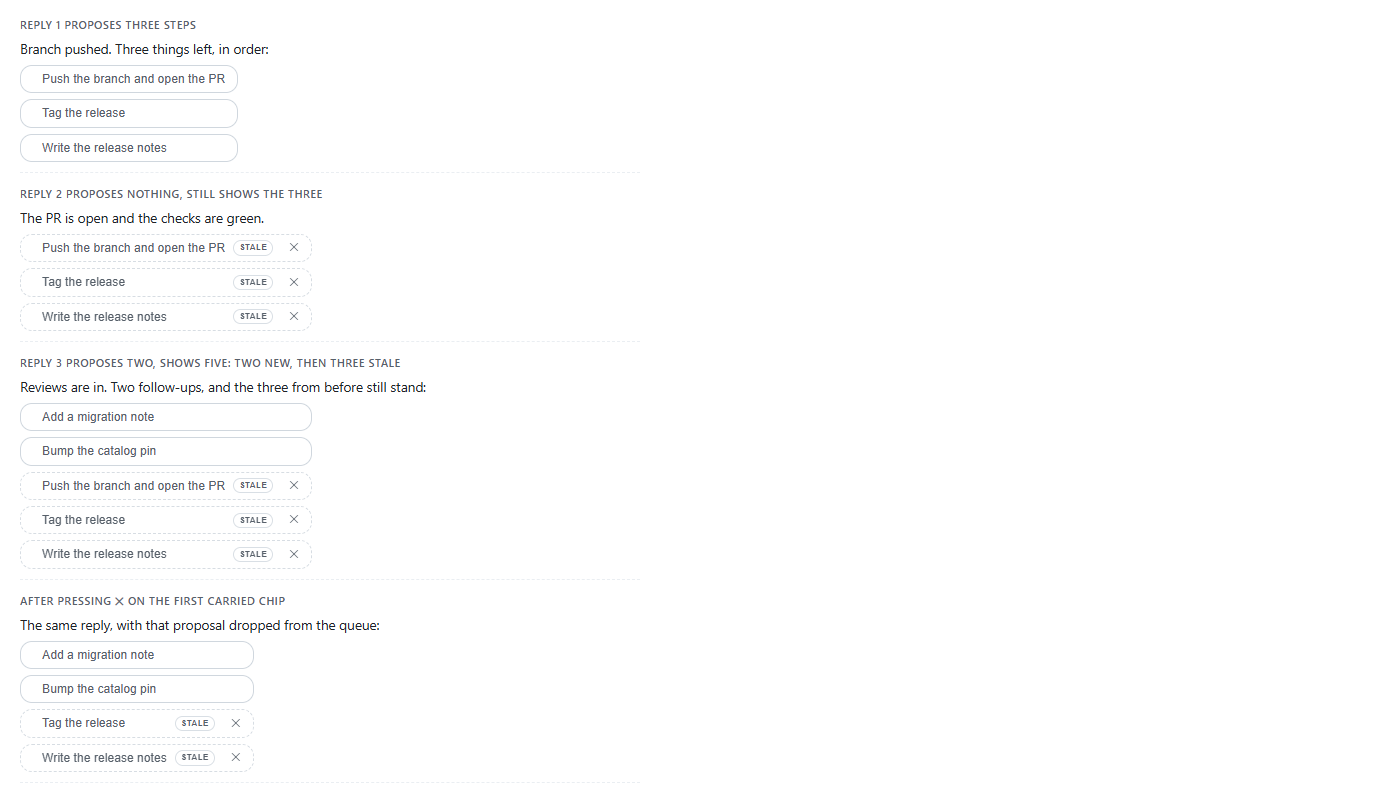 REPLY 1 PROPOSES THREE STEPS
Branch pushed. Three things left, in order:
Push the branch and open the PR
Tag the release
Write the release notes
REPLY 2 PROPOSES NOTHING, STILL SHOWS THE THREE
The PR is open and the checks are green.
Push the branch and open the PR STALE ×
Tag the release STALE ×
Write the release notes STALE ×
REPLY 3 PROPOSES TWO, SHOWS FIVE: TWO NEW, THEN THREE STALE
Reviews are in. Two follow-ups, and the three from before still stand:
Add a migration note
Bump the catalog pin
Push the branch and open the PR STALE ×
Tag the release STALE ×
Write the release notes STALE ×
AFTER PRESSING × ON THE FIRST CARRIED CHIP
The same reply, with that proposal dropped from the queue:
Add a migration note
Bump the catalog pin
Tag the release STALE ×
Write the release notes STALE ×